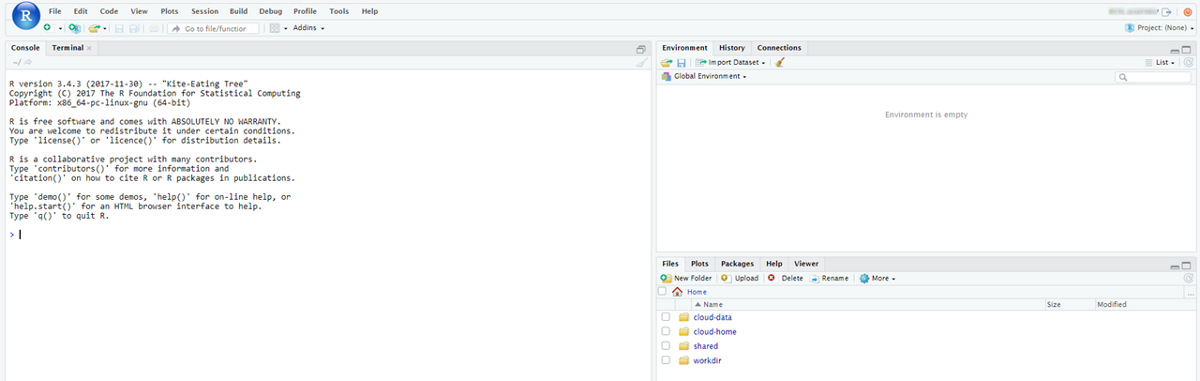 R
File Edit Code View Plots Session Build Debug Profile Tools Help
Go to file/function Addins
Project: (None)
Console Terminal
~/
R version 3.4.3 (2017-11-30) -- "Kite-Eating Tree"
Copyright (C) 2017 The R Foundation for Statistical Computing
Platform: x86_64-pc-linux-gnu (64-bit)
R is free software and comes with ABSOLUTELY NO WARRANTY.
You are welcome to redistribute it under certain conditions.
Type 'license()' or 'licence()' for distribution details.
R is a collaborative project with many contributors.
Type 'contributors()' for more information and
'citation()' on how to cite R or R packages in publications.
Type 'demo()' for some demos, 'help()' for on-line help, or
'help.start()' for an HTML browser interface to help.
Type 'q()' to quit R.
>
Environment History Connections
Import Dataset List
Global Environment
Environment is empty
Files Plots Packages Help Viewer
New Folder Upload Delete Rename More
Home ...
Name Size Modified
cloud-data
cloud-home
shared
workdir